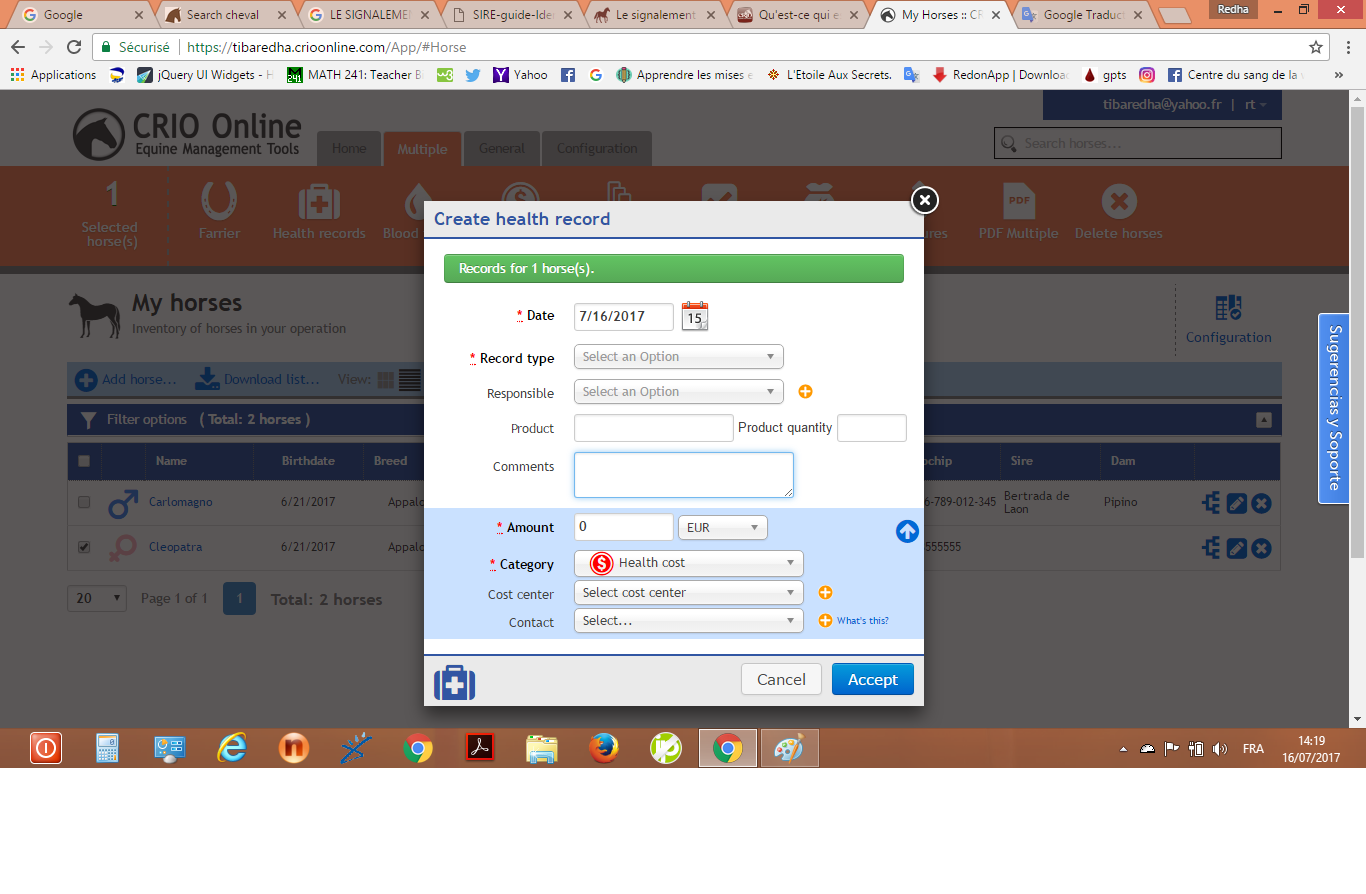 Google
Search cheval
LE SIGNALEMEN
SIRE-guide-Ide
Le signalement
Qu'est-ce qui e
My Horses :: CR
Google Traduct
Redha
Sécurisé
https://tibaredha.crioonline.com/App/#Horse
Applications
jQuery UI Widgets - H
MATH 241: Teacher B
Yahoo
Apprendre les mises e
L'Etoile Aux Secrets.
RedonApp | Download
gpts
Centre du sang de la
»
tibaredha@yahoo.fr | rt
CRIO Online
Equine Management Tools
Home
Multiple
General
Configuration
Search horses...
1
Selected
horse(s)
Farrier
Health records
Blood
ures
PDF
PDF Multiple
Delete horses
Create health record
Records for 1 horse(s).
* Date
7/16/2017
15
* Record type
Select an Option
Responsible
Select an Option
Product
Product quantity
Comments
* Amount
0
EUR
* Category
Health cost
Cost center
Select cost center
Contact
Select...
What's this?
Cancel
Accept
My horses
Inventory of horses in your operation
Configuration
Add horse...
Download list...
View:
Filter options ( Total: 2 horses )
Name
Birthdate
Breed
ochip
Sire
Dam
Carlomagno
6/21/2017
Appalo
6-789-012-345
Bertrada de
Laon
Pipino
Cleopatra
6/21/2017
Appalo
555555
20
Page 1 of 1
1
Total: 2 horses
Sugerencias y Soporte
FRA
14:19
16/07/2017